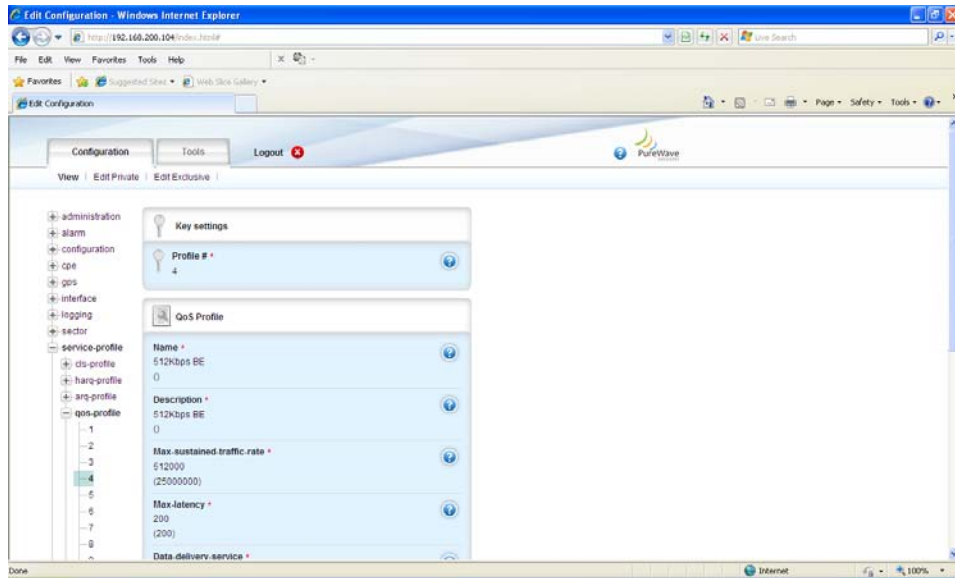 Edit Configuration - Windows Internet Explorer
http://192.168.200.104/index.html#
Live Search
File Edit View Favorites Tools Help
Favorites Suggested Sites Web Slice Gallery
Edit Configuration
Page Safety Tools
Configuration Tools Logout
PureWave
View | Edit Private | Edit Exclusive |
administration
alarm
configuration
cpe
gps
interface
logging
sector
service-profile
cls-profile
harq-profile
arq-profile
qos-profile
1
2
3
4
5
6
7
8
Key settings
Profile # *
4
QoS Profile
Name *
512Kbps BE
()
Description *
512Kbps BE
()
Max-sustained-traffic-rate *
512000
(25000000)
Max-latency *
200
(200)
Data-delivery-service *
Done
Internet
100%